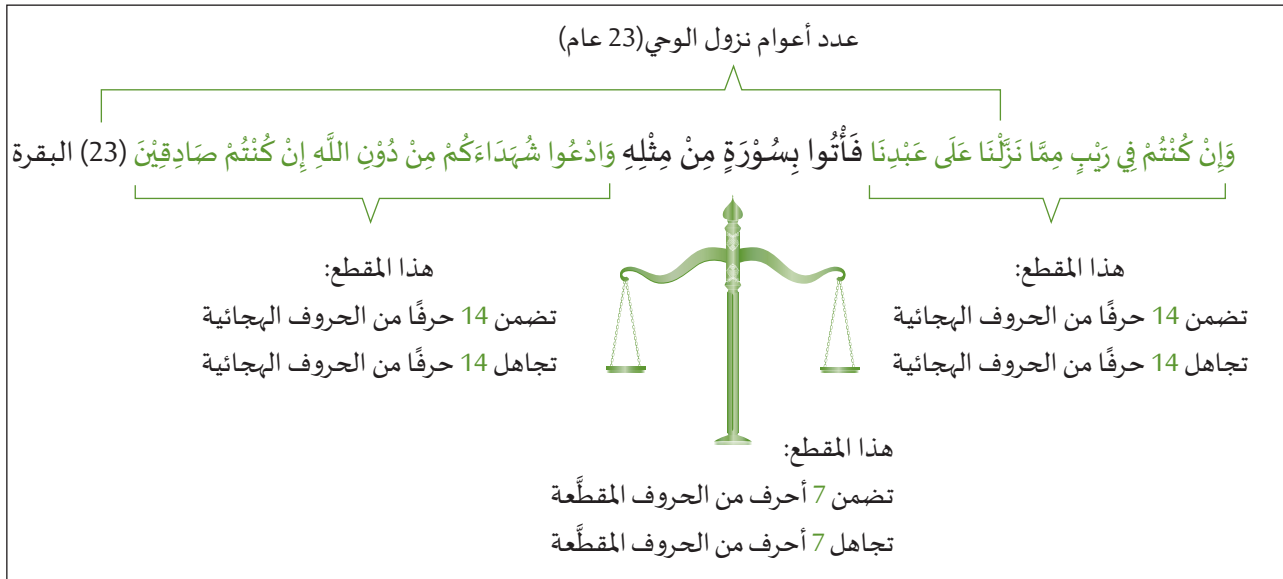 عدد أعوام نزول الوحي(23 عام)
وَإِنْ كُنْتُمْ فِي رَيْبٍ مِمَّا نَزَّلْنَا عَلَى عَبْدِنَا فَأْتُوا بِسُوْرَةٍ مِنْ مِثْلِهِ وَادْعُوا شُهَدَاءَكُمْ مِنْ دُوْنِ اللَّهِ إِنْ كُنْتُمْ صَادِقِيْنَ (23) البقرة
هذا المقطع:
تضمن 14 حرفًا من الحروف الهجائية
تجاهل 14 حرفًا من الحروف الهجائية
هذا المقطع:
تضمن 14 حرفًا من الحروف الهجائية
تجاهل 14 حرفًا من الحروف الهجائية
هذا المقطع:
تضمن 7 أحرف من الحروف المقطَّعة
تجاهل 7 أحرف من الحروف المقطَّعة